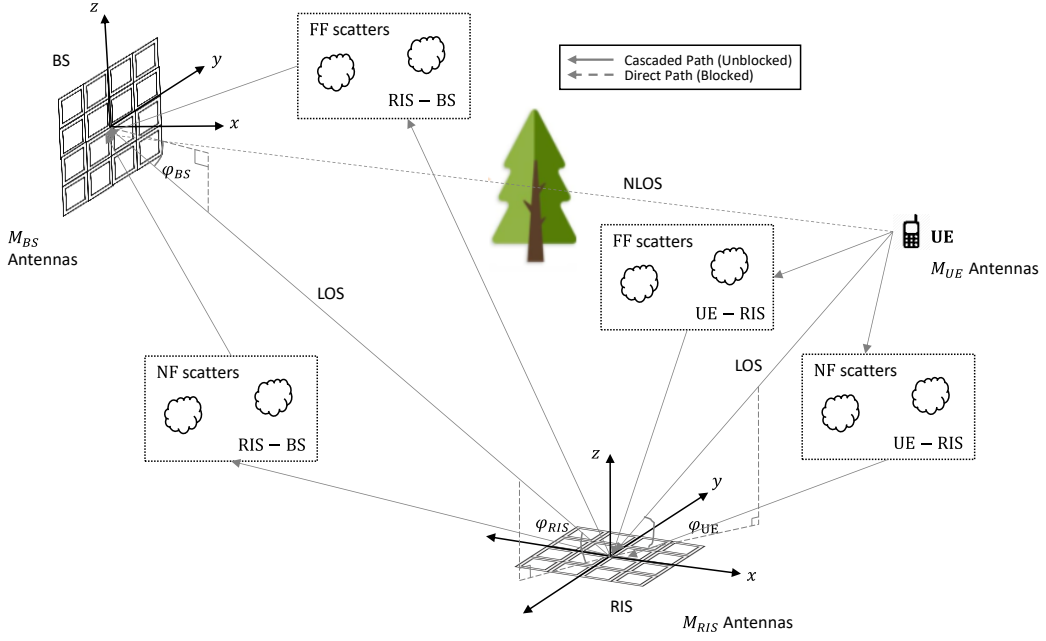 z
BS
y
x
φ_BS
M_BS
Antennas
FF scatters
RIS − BS
Cascaded Path (Unblocked)
Direct Path (Blocked)
NLOS
UE
M_UE Antennas
FF scatters
UE − RIS
LOS
LOS
NF scatters
RIS − BS
NF scatters
UE − RIS
z
y
φ_RIS
φ_UE
x
RIS
M_RIS Antennas